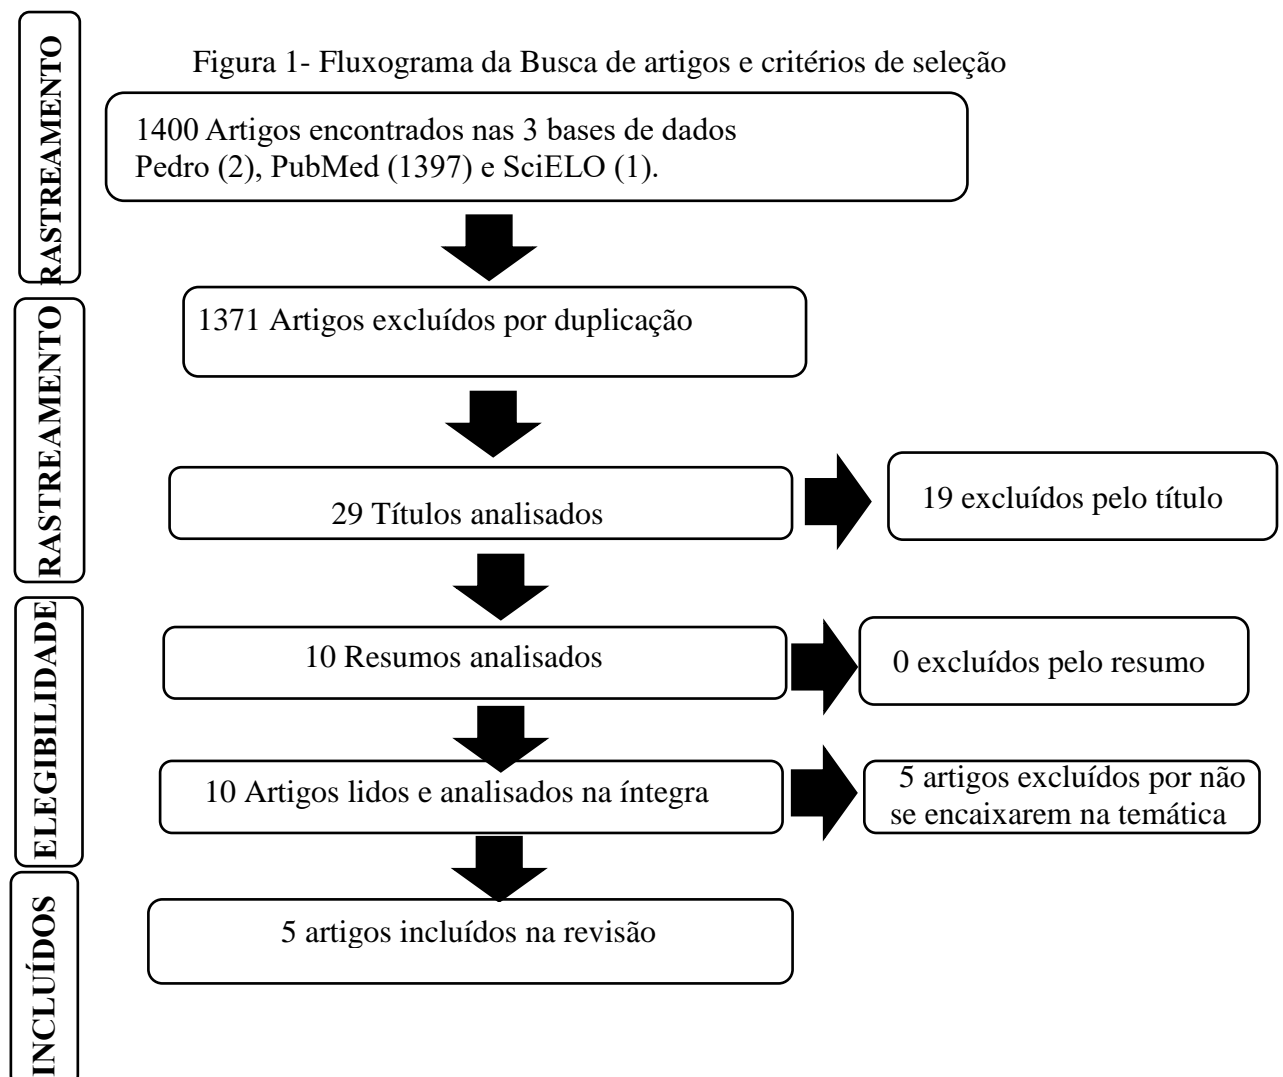 Figura 1- Fluxograma da Busca de artigos e critérios de seleção
RASTREAMENTO
1400 Artigos encontrados nas 3 bases de dados
Pedro (2), PubMed (1397) e SciELO (1).
RASTREAMENTO
1371 Artigos excluídos por duplicação
29 Títulos analisados
19 excluídos pelo título
ELEGIBILIDADE
10 Resumos analisados
0 excluídos pelo resumo
10 Artigos lidos e analisados na íntegra
5 artigos excluídos por não
se encaixarem na temática
INCLUÍDOS
5 artigos incluídos na revisão